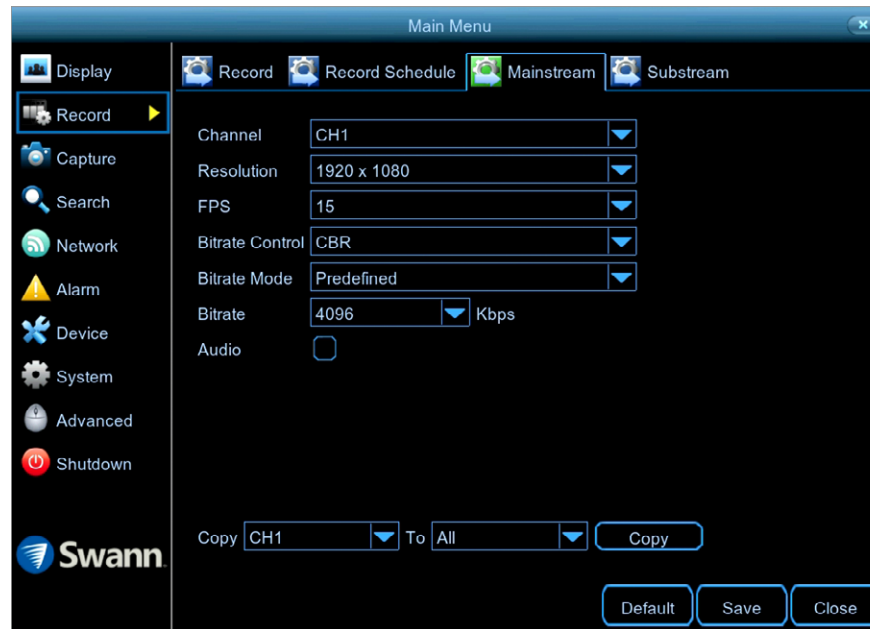 Main Menu
Display
Record
Capture
Search
Network
Alarm
Device
System
Advanced
Shutdown
Swann
Record Record Schedule Mainstream Substream
Channel CH1
Resolution 1920 x 1080
FPS 15
Bitrate Control CBR
Bitrate Mode Predefined
Bitrate 4096 Kbps
Audio
Copy CH1 To All Copy
Default Save Close